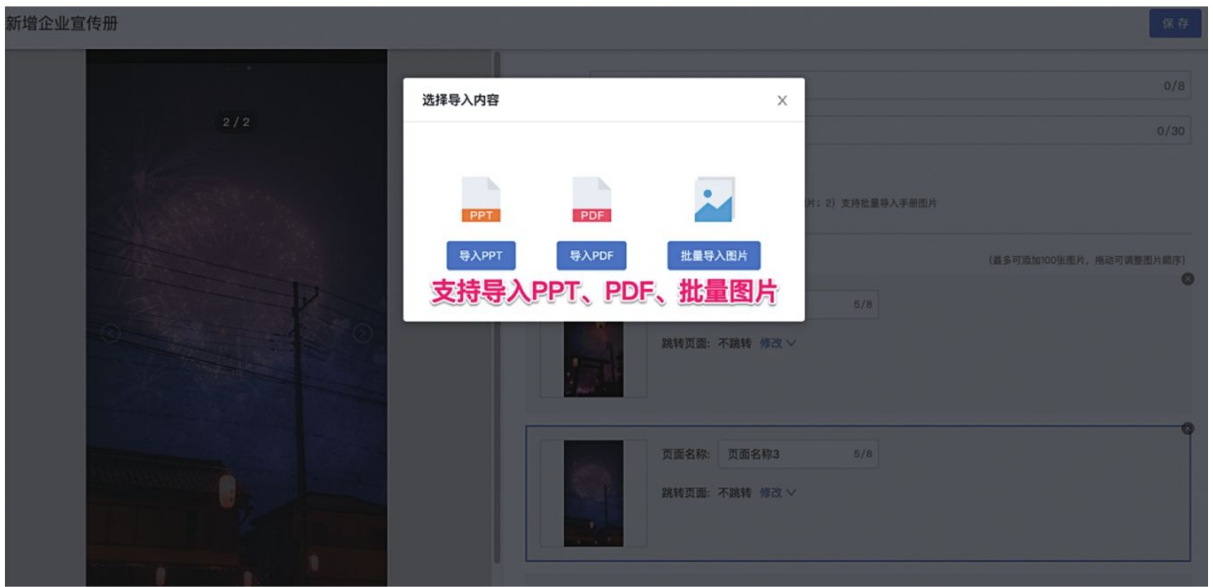 新增企业宣传册
保 存
选择导入内容
X
0/8
2 / 2
0/30
PPT
PDF
片；2）支持批量导入手册图片
导入PPT
导入PDF
批量导入图片
（最多可追加100张图片，拖动可调整图片顺序）
支持导入PPT、PDF、批量图片
5/8
跳转页面: 不跳转 修改
页面名称: 页面名称3 5/8
跳转页面: 不跳转 修改